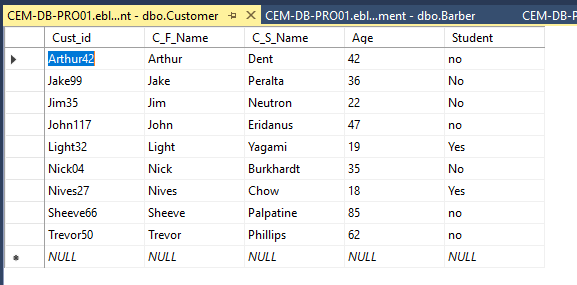 CEM-DB-PRO01.ebl...nt - dbo.Customer CEM-DB-PRO01.ebl...ment - dbo.Barber CEM-DB-PR
Cust_id C_F_Name C_S_Name Age Student
Arthur42 Arthur Dent 42 no
Jake99 Jake Peralta 36 No
Jim35 Jim Neutron 22 No
John117 John Eridanus 47 no
Light32 Light Yagami 19 Yes
Nick04 Nick Burkhardt 35 No
Nives27 Nives Chow 18 Yes
Sheeve66 Sheeve Palpatine 85 no
Trevor50 Trevor Phillips 62 no
NULL NULL NULL NULL NULL